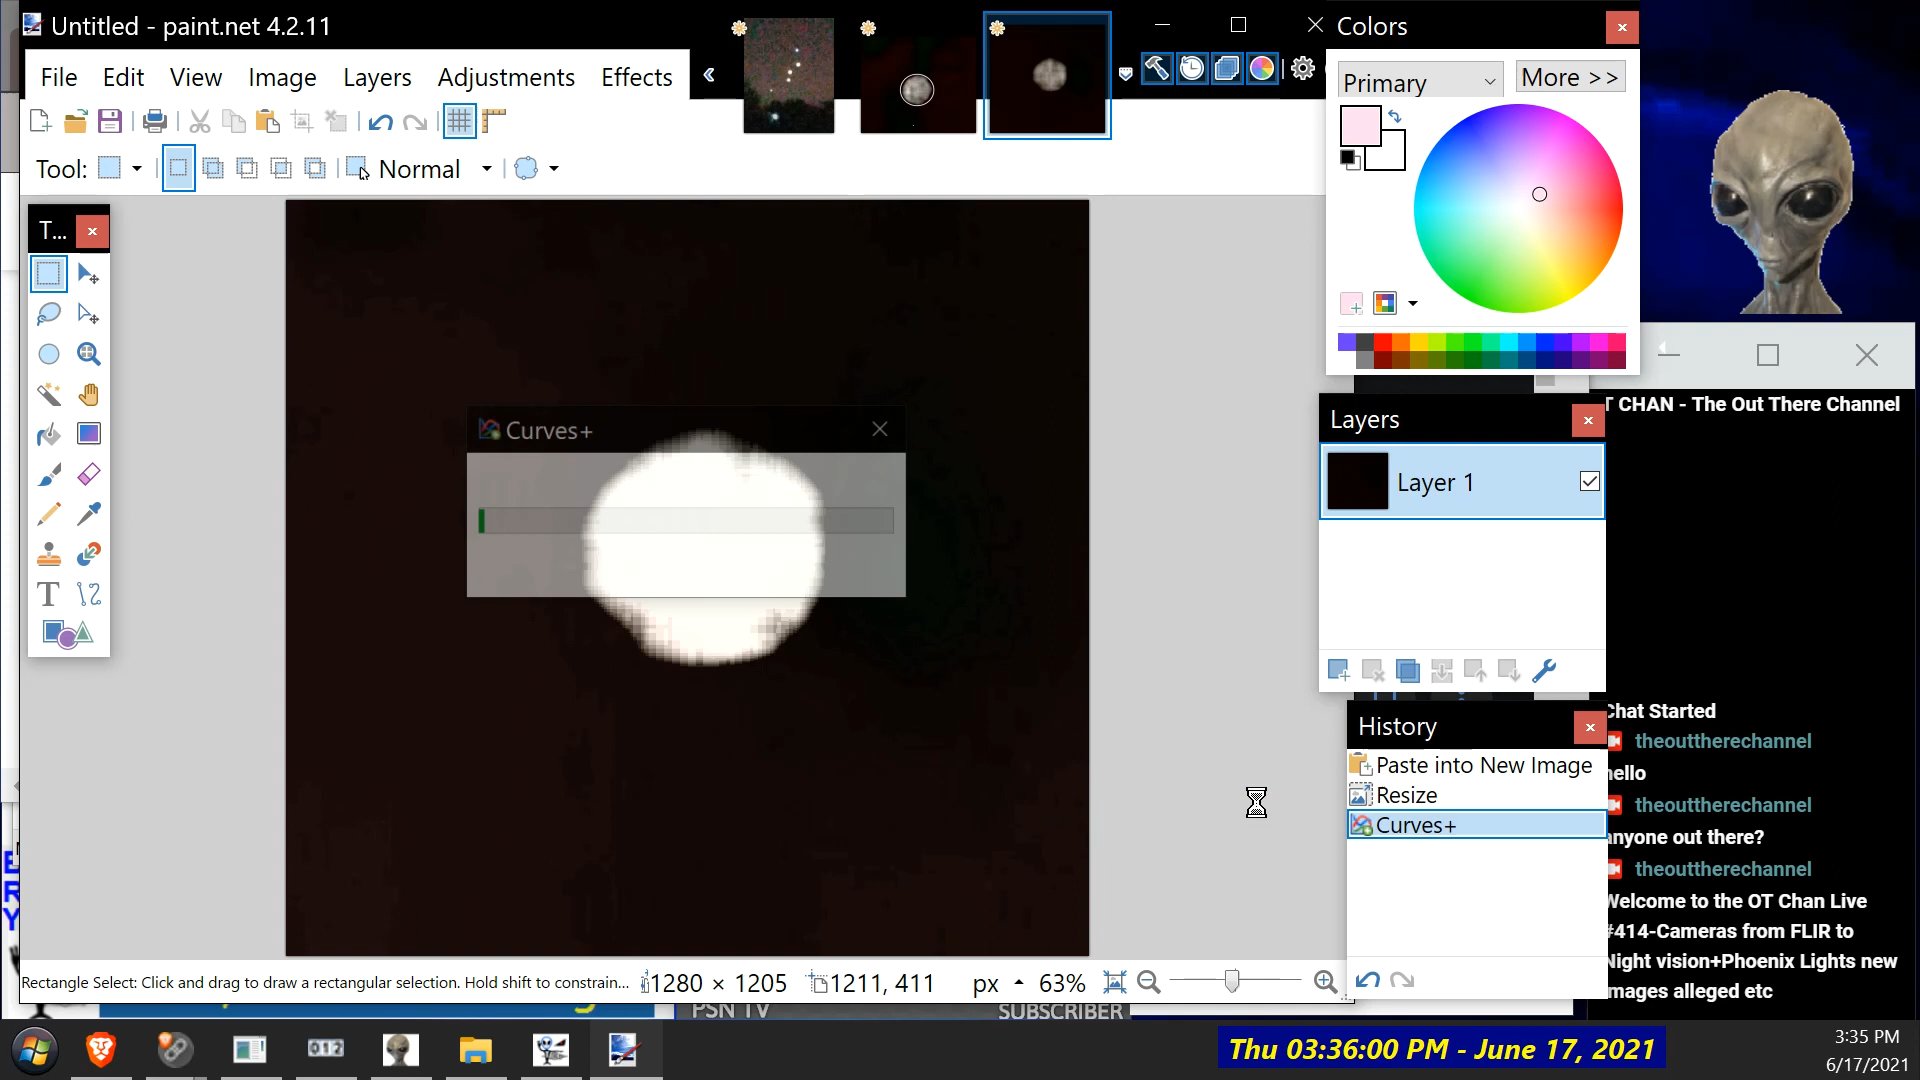 Untitled - paint.net 4.2.11
File Edit View Image Layers Adjustments Effects
Tool: Normal
T...
Curves+
Colors
Primary
More >>
Layers
Layer 1
History
Paste into New Image
Resize
Curves+
Rectangle Select: Click and drag to draw a rectangular selection. Hold shift to constrain...
1280 × 1205
1211, 411
px
63%
T CHAN - The Out There Channel
Chat Started
theouttherechannel
hello
theouttherechannel
anyone out there?
theouttherechannel
Welcome to the OT Chan Live
#414-Cameras from FLIR to
Night vision+Phoenix Lights new
images alleged etc
PSN TV
SUBSCRIBER
E
R
Y
012
Thu 03:36:00 PM - June 17, 2021
3:35 PM
6/17/2021